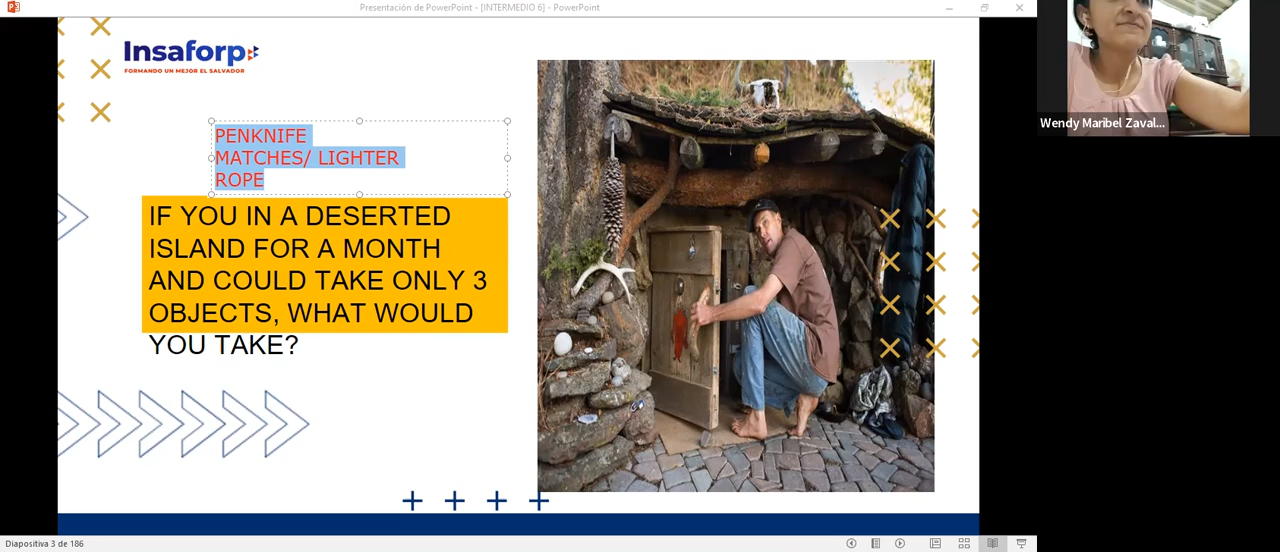 Presentación de PowerPoint - [INTERMEDIO 6] - PowerPoint
Insaforp
FORMANDO UN MEJOR EL SALVADOR
PENKNIFE
MATCHES/ LIGHTER
ROPE
IF YOU IN A DESERTED
ISLAND FOR A MONTH
AND COULD TAKE ONLY 3
OBJECTS, WHAT WOULD
YOU TAKE?
Wendy Maribel Zaval...
Diapositiva 3 de 186